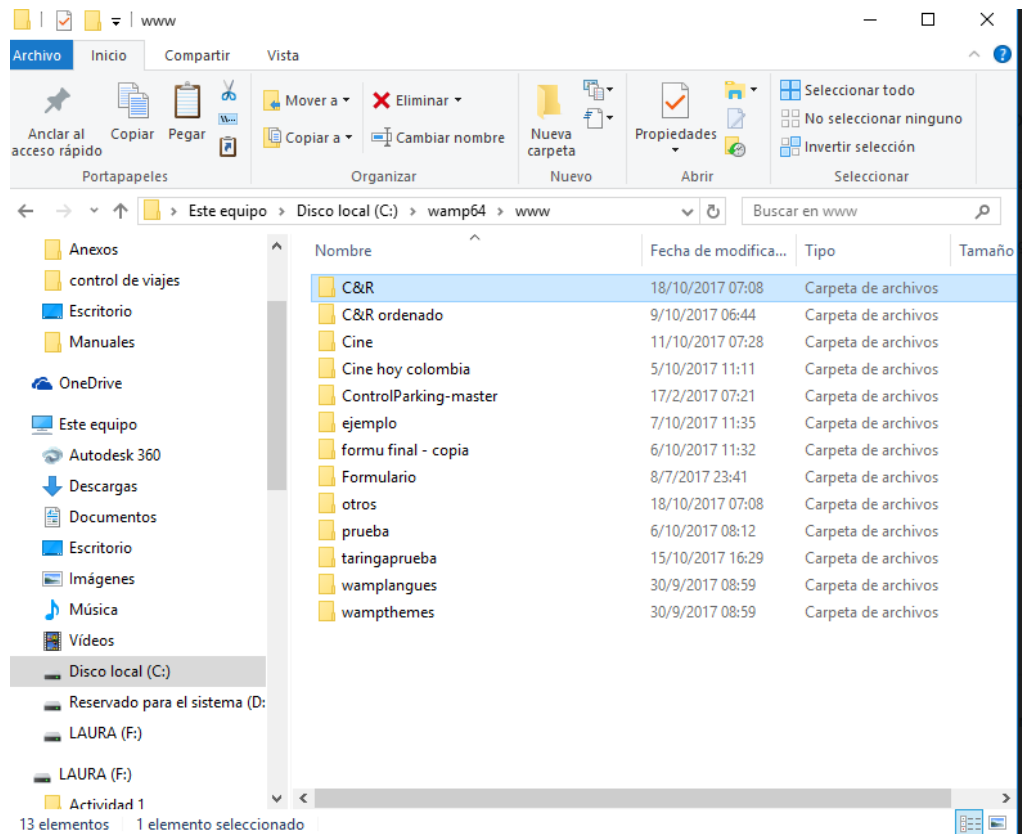 www
Archivo Inicio Compartir Vista
Anclar al acceso rápido
Copiar
Pegar
Portapapeles
Mover a
Copiar a
Eliminar
Cambiar nombre
Organizar
Nueva carpeta
Nuevo
Propiedades
Abrir
Seleccionar todo
No seleccionar ninguno
Invertir selección
Seleccionar
Este equipo > Disco local (C:) > wamp64 > www
Buscar en www
Anexos
control de viajes
Escritorio
Manuales
OneDrive
Este equipo
Autodesk 360
Descargas
Documentos
Escritorio
Imágenes
Música
Vídeos
Disco local (C:)
Reservado para el sistema (D:
LAURA (F:)
LAURA (F:)
Actividad 1
Nombre Fecha de modifica... Tipo Tamaño
C&R 18/10/2017 07:08 Carpeta de archivos
C&R ordenado 9/10/2017 06:44 Carpeta de archivos
Cine 11/10/2017 07:28 Carpeta de archivos
Cine hoy colombia 5/10/2017 11:11 Carpeta de archivos
ControlParking-master 17/2/2017 07:21 Carpeta de archivos
ejemplo 7/10/2017 11:35 Carpeta de archivos
formu final - copia 6/10/2017 11:32 Carpeta de archivos
Formulario 8/7/2017 23:41 Carpeta de archivos
otros 18/10/2017 07:08 Carpeta de archivos
prueba 6/10/2017 08:12 Carpeta de archivos
taringaprueba 15/10/2017 16:29 Carpeta de archivos
wamplangues 30/9/2017 08:59 Carpeta de archivos
wampthemes 30/9/2017 08:59 Carpeta de archivos
13 elementos 1 elemento seleccionado